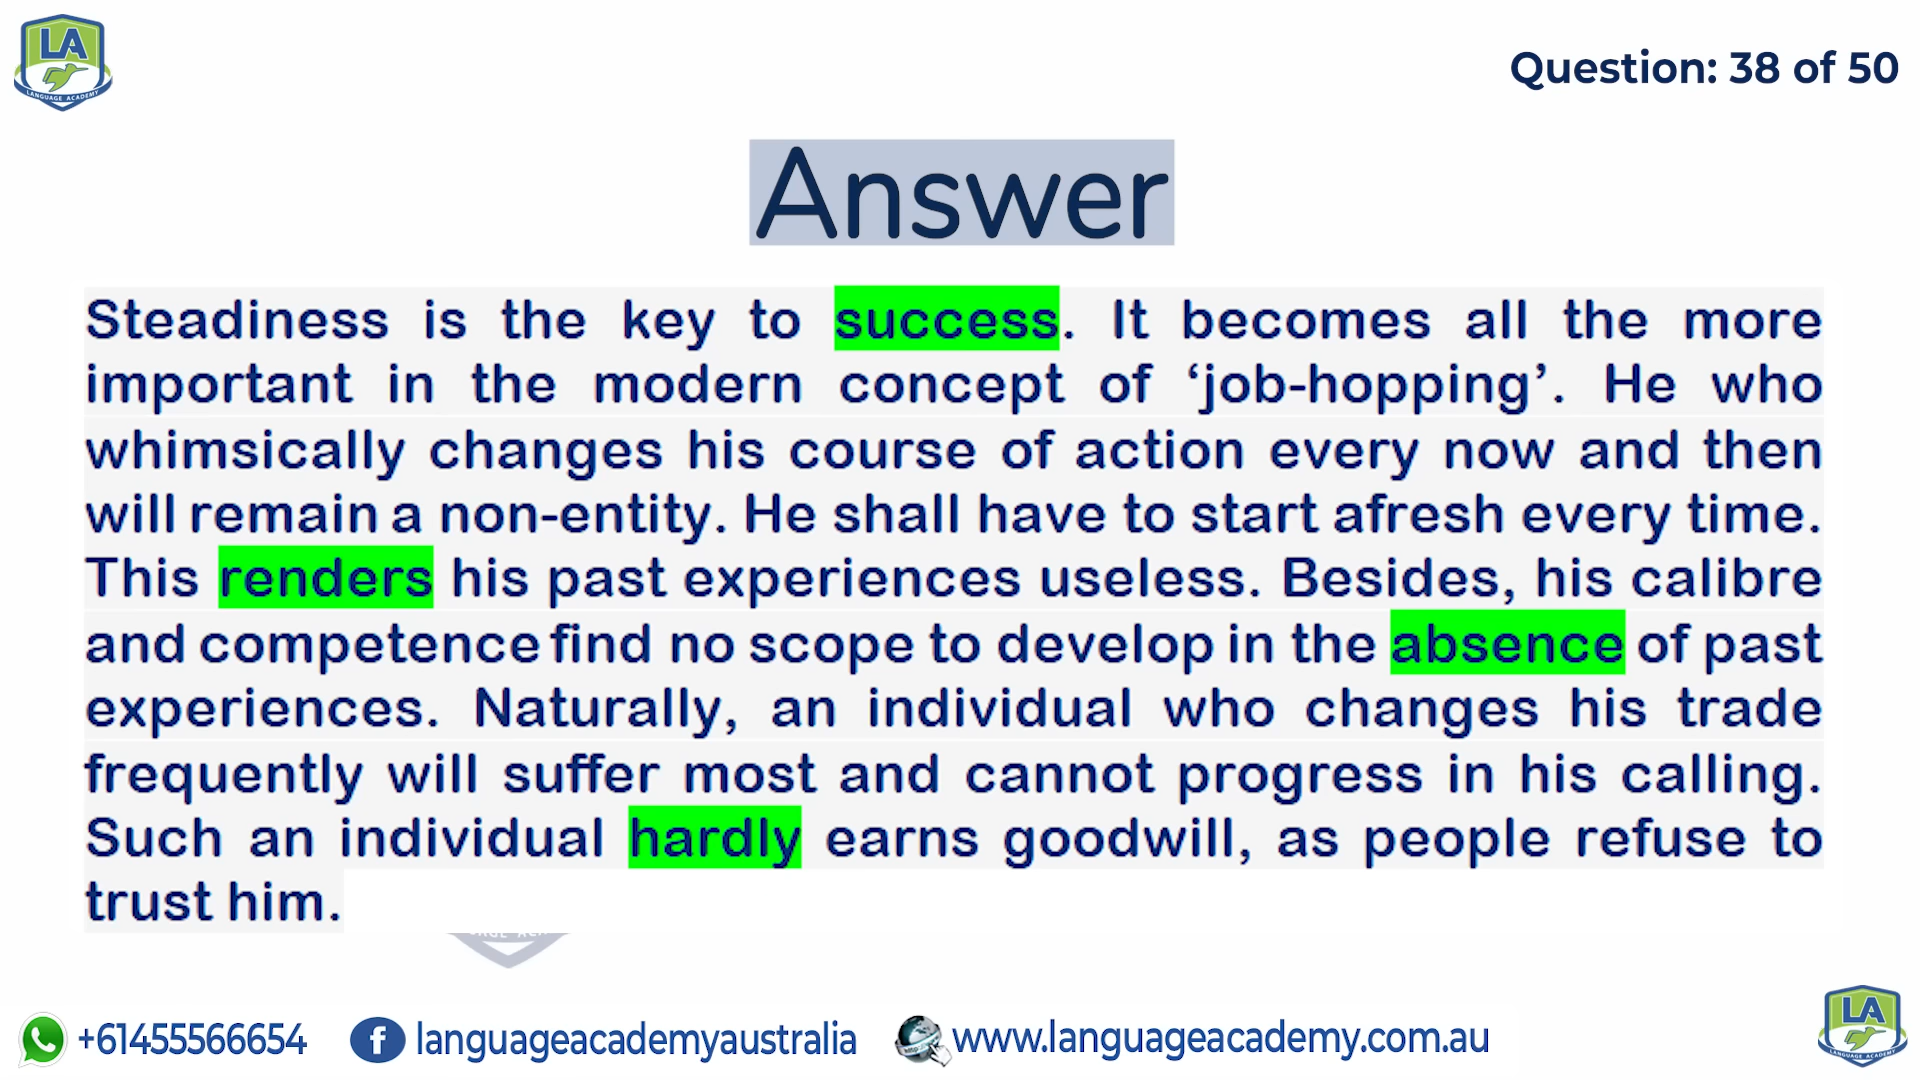 LA
LANGUAGE ACADEMY
Question: 38 of 50
Answer
Steadiness is the key to success. It becomes all the more
important in the modern concept of ‘job-hopping’. He who
whimsically changes his course of action every now and then
will remain a non-entity. He shall have to start afresh every time.
This renders his past experiences useless. Besides, his calibre
and competence find no scope to develop in the absence of past
experiences. Naturally, an individual who changes his trade
frequently will suffer most and cannot progress in his calling.
Such an individual hardly earns goodwill, as people refuse to
trust him.
+61455566654
languageacademyaustralia
www.languageacademy.com.au
LA
LANGUAGE ACADEMY